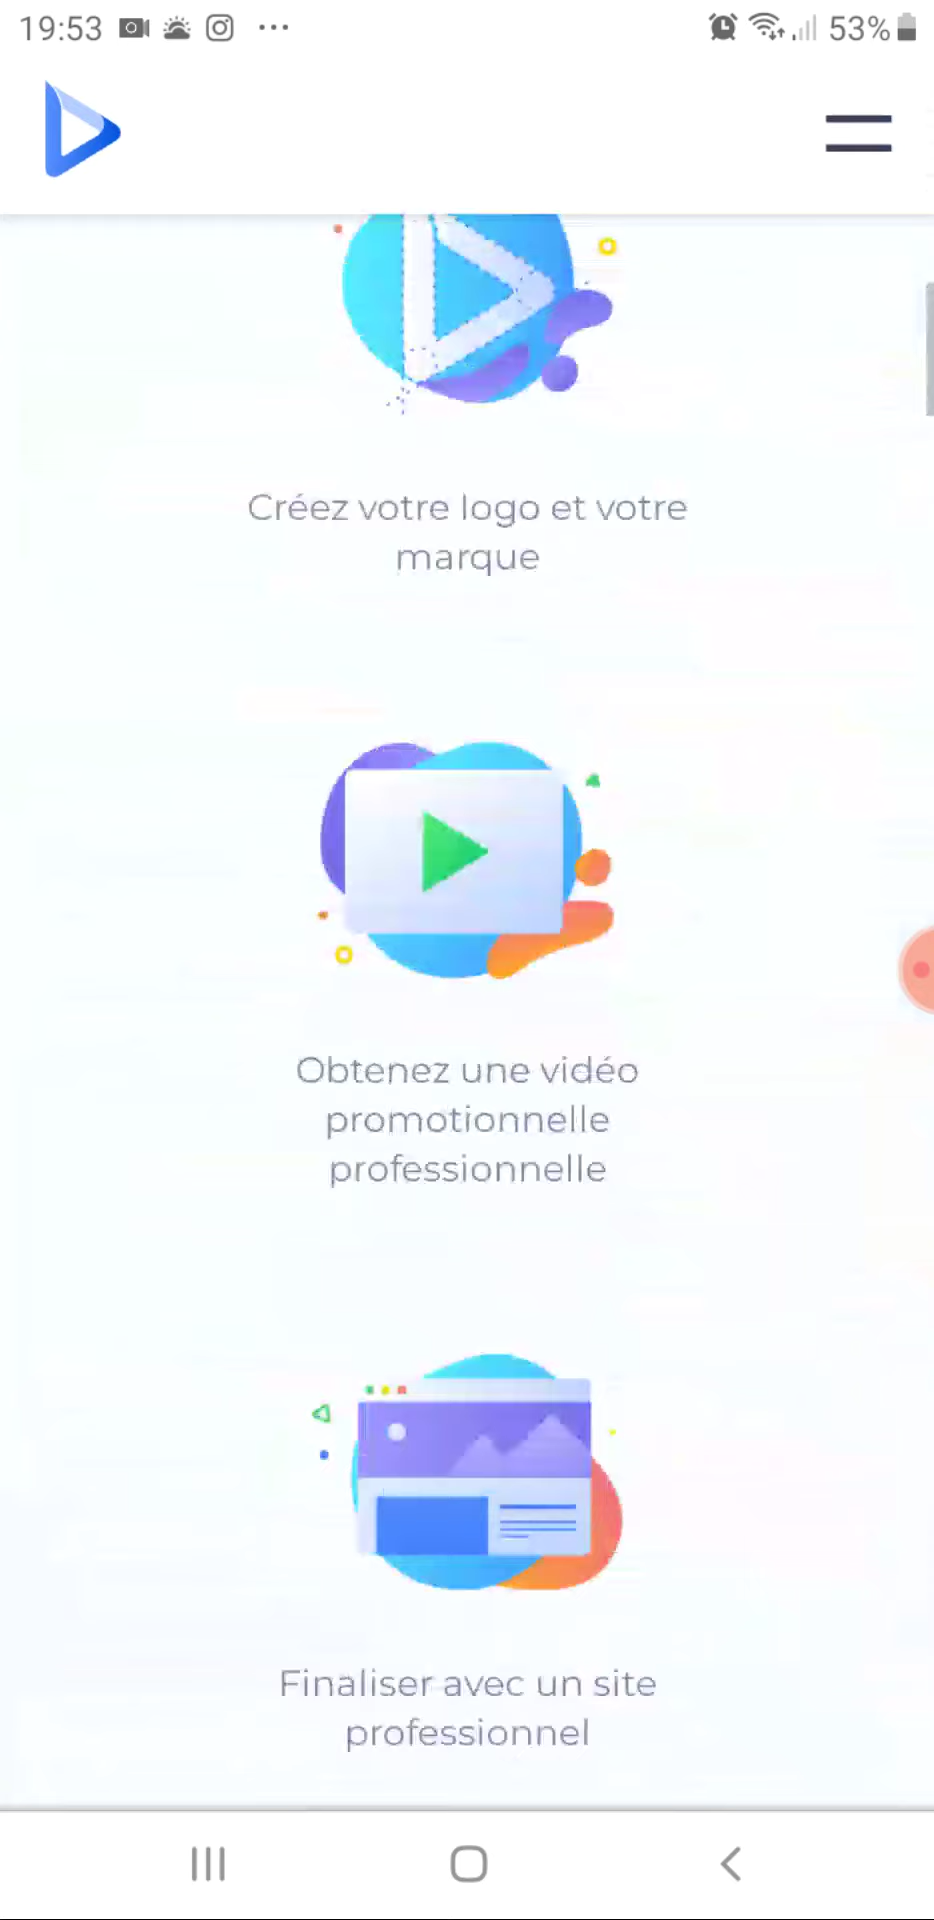 19:53
53%
Créez votre logo et votre
marque
Obtenez une vidéo
promotionnelle
professionnelle
Finaliser avec un site
professionnel